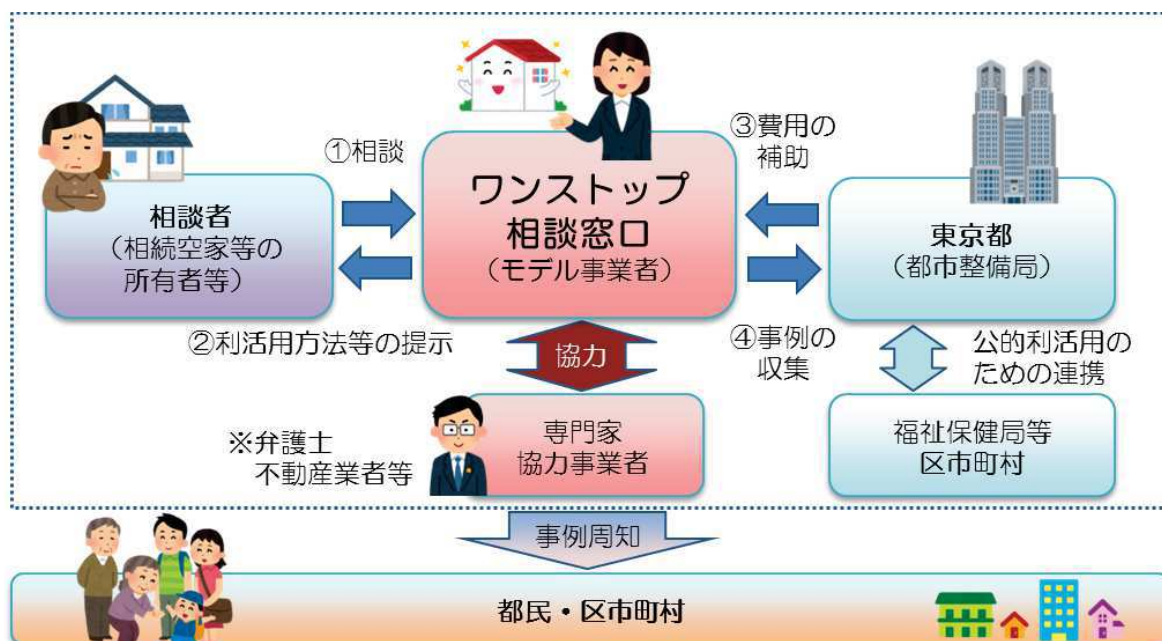 ①相談
③費用の
補助
相談者
(相続空家等の
所有者等)
ワンストップ
相談窓口
(モデル事業者)
東京都
(都市整備局)
②利活用方法等の提示
協力
④事例の
収集
公的利活用の
ための連携
※弁護士
不動産業者等
専門家
協力事業者
福祉保健局等
区市町村
事例周知
都民・区市町村